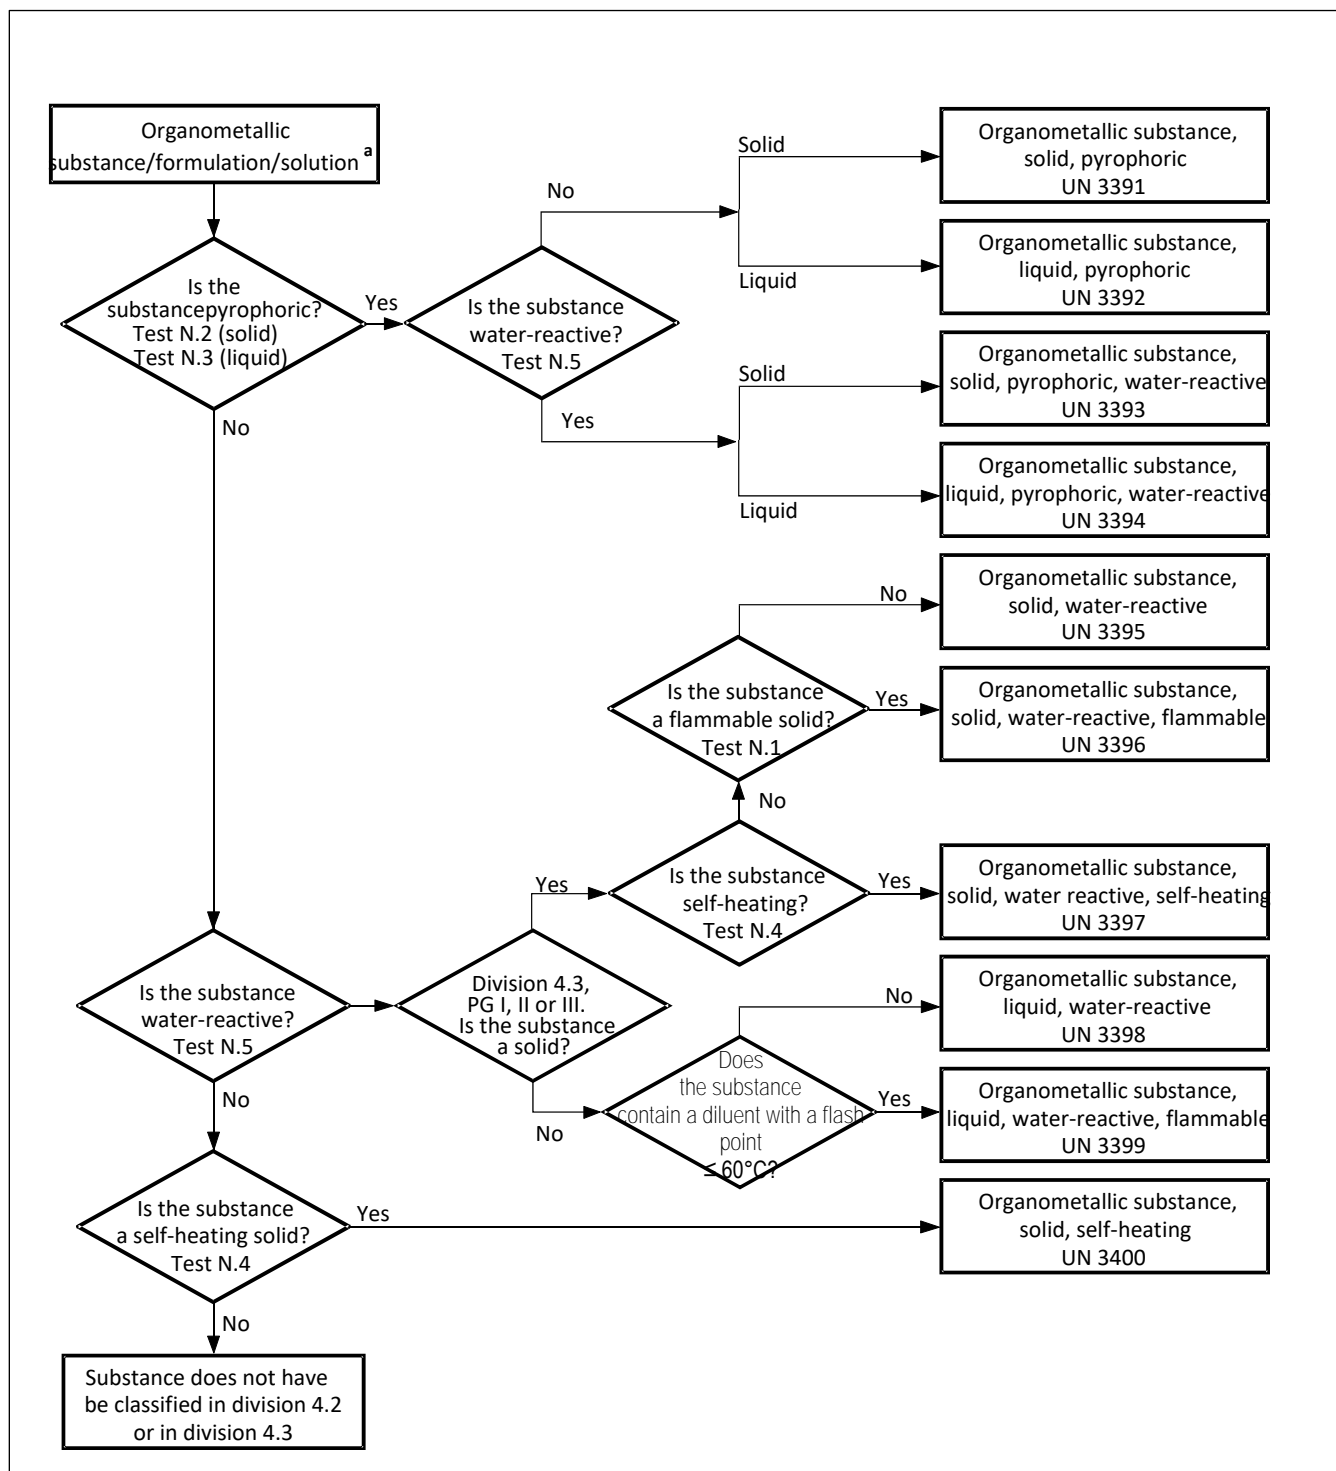 Organometallic
substance/formulation/solution a
Solid
Organometallic substance,
solid, pyrophoric
UN 3391
No
Liquid
Organometallic substance,
liquid, pyrophoric
UN 3392
Is the
substancepyrophoric?
Test N.2 (solid)
Test N.3 (liquid)
Yes
Is the substance
water-reactive?
Test N.5
Solid
Organometallic substance,
solid, pyrophoric, water-reactive
UN 3393
No
Yes
Liquid
Organometallic substance,
liquid, pyrophoric, water-reactive
UN 3394
No
Organometallic substance,
solid, water-reactive
UN 3395
Is the substance
a flammable solid?
Test N.1
Yes
Organometallic substance,
solid, water-reactive, flammable
UN 3396
No
Yes
Is the substance
self-heating?
Test N.4
Yes
Organometallic substance,
solid, water reactive, self-heating
UN 3397
Is the substance
water-reactive?
Test N.5
Division 4.3,
PG I, II or III.
Is the substance
a solid?
No
Organometallic substance,
liquid, water-reactive
UN 3398
No
No
Does
the substance
contain a diluent with a flash
point
≤ 60°C?
Yes
Organometallic substance,
liquid, water-reactive, flammable
UN 3399
Is the substance
a self-heating solid?
Test N.4
Yes
Organometallic substance,
solid, self-heating
UN 3400
No
Substance does not have
be classified in division 4.2
or in division 4.3